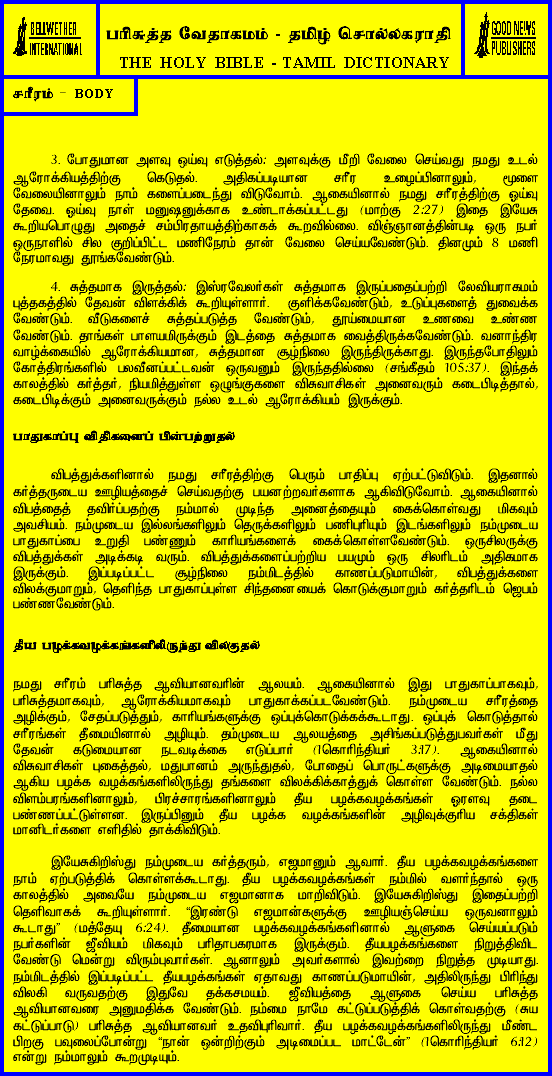 BELLWETHER
INTERNATIONAL
பரிசுத்த வேதாகமம் - தமிழ் சொல்லகராதி
THE HOLY BIBLE - TAMIL DICTIONARY
GOOD NEWS
PUBLISHERS
சரீரம் - BODY
3. போதுமான அளவு ஓய்வு எடுத்தல்: அளவுக்கு மீறி வேலை செய்வது நமது உடல்
ஆரோக்கியத்திற்கு கெடுதல். அதிகப்படியான சரீர உழைப்பினாலும், மூளை
வேலையினாலும் நாம் களைப்படைந்து விடுவோம். ஆகையினால் நமது சரீரத்திற்கு ஓய்வு
தேவை. ஓய்வு நாள் மனுஷனுக்காக உண்டாக்கப்பட்டது (மாற்கு 2:27) இதை இயேசு
கூறியபொழுது அதைச் சம்பிரதாயத்திற்காகக் கூறவில்லை. விஞ்ஞானத்தின்படி ஒரு நபர்
ஒருநாளில் சில குறிப்பிட்ட மணிநேரம் தான் வேலை செய்யவேண்டும். தினமும் 8 மணி
நேரமாவது தூங்கவேண்டும்.
4. சுத்தமாக இருத்தல்: இஸ்ரவேலர்கள் சுத்தமாக இருப்பதைப்பற்றி லேவியராகமம்
புத்தகத்தில் தேவன் விளக்கிக் கூறியுள்ளார். குளிக்கவேண்டும், உடுப்புகளைத் துவைக்க
வேண்டும். வீடுகளைச் சுத்தப்படுத்த வேண்டும், தூய்மையான உணவை உண்ண
வேண்டும். தாங்கள் பாளயமிருக்கும் இடத்தை சுத்தமாக வைத்திருக்கவேண்டும். வனாந்திர
வாழ்க்கையில் ஆரோக்கியமான, சுத்தமான சூழ்நிலை இருந்திருக்காது. இருந்தபோதிலும்
கோத்திரங்களில் பலவீனப்பட்டவன் ஒருவனும் இருந்ததில்லை (சங்கீதம் 105:37). இந்தக்
காலத்தில் கர்த்தர், நியமித்துள்ள ஒழுங்குகளை விசுவாசிகள் அனைவரும் கடைபிடித்தால்,
கடைபிடிக்கும் அனைவருக்கும் நல்ல உடல் ஆரோக்கியம் இருக்கும்.
பாதுகாப்பு விதிகளைப் பின்பற்றுதல்
விபத்துக்களினால் நமது சரீரத்திற்கு பெரும் பாதிப்பு ஏற்பட்டுவிடும். இதனால்
கர்த்தருடைய ஊழியத்தைச் செய்வதற்கு பயனற்றவர்களாக ஆகிவிடுவோம். ஆகையினால்
விபத்தைத் தவிர்ப்பதற்கு நம்மால் முடிந்த அனைத்தையும் கைக்கொள்வது மிகவும்
அவசியம். நம்முடைய இல்லங்களிலும் தெருக்களிலும் பணிபுரியும் இடங்களிலும் நம்முடைய
பாதுகாப்பை உறுதி பண்ணும் காரியங்களைக் கைக்கொள்ளவேண்டும். ஒருசிலருக்கு
விபத்துக்கள் அடிக்கடி வரும். விபத்துக்களைப்பற்றிய பயமும் ஒரு சிலரிடம் அதிகமாக
இருக்கும். இப்படிப்பட்ட சூழ்நிலை நம்மிடத்தில் காணப்படுமாயின், விபத்துக்களை
விலக்குமாறும், தெளிந்த பாதுகாப்புள்ள சிந்தனையைக் கொடுக்குமாறும் கர்த்தரிடம் ஜெபம்
பண்ணவேண்டும்.
தீய பழக்கவழக்கங்களிலிருந்து விலகுதல்
நமது சரீரம் பரிசுத்த ஆவியானவரின் ஆலயம். ஆகையினால் இது பாதுகாப்பாகவும்,
பரிசுத்தமாகவும், ஆரோக்கியமாகவும் பாதுகாக்கப்படவேண்டும். நம்முடைய சரீரத்தை
அழிக்கும், சேதப்படுத்தும், காரியங்களுக்கு ஒப்புக்கொடுக்கக்கூடாது. ஒப்புக் கொடுத்தால்
சரீரங்கள் தீமையினால் அழியும். தம்முடைய ஆலயத்தை அசிங்கப்படுத்துபவர்கள் மீது
தேவன் கடுமையான நடவடிக்கை எடுப்பார் (1கொரிந்தியர் 3:17). ஆகையினால்
விசுவாசிகள் புகைத்தல், மதுபானம் அருந்துதல், போதைப் பொருட்களுக்கு அடிமையாதல்
ஆகிய பழக்க வழக்கங்களிலிருந்து தங்களை விலக்கிக்காத்துக் கொள்ள வேண்டும். நல்ல
விளம்பரங்களினாலும், பிரச்சாரங்களினாலும் தீய பழக்கவழக்கங்கள் ஓரளவு தடை
பண்ணப்பட்டுள்ளன. இருப்பினும் தீய பழக்க வழக்கங்களின் அழிவுக்குரிய சக்திகள்
மானிடர்களை எளிதில் தாக்கிவிடும்.
இயேசுகிறிஸ்து நம்முடைய கர்த்தரும், எஜமானும் ஆவார். தீய பழக்கவழக்கங்களை
நாம் ஏற்படுத்திக் கொள்ளக்கூடாது. தீய பழக்கவழக்கங்கள் நம்மில் வளர்ந்தால் ஒரு
காலத்தில் அவையே நம்முடைய எஜமானாக மாறிவிடும். இயேசுகிறிஸ்து இதைப்பற்றி
தெளிவாகக் கூறியுள்ளார். "இரண்டு எஜமான்களுக்கு ஊழியஞ்செய்ய ஒருவனாலும்
கூடாது" (மத்தேயு 6:24). தீமையான பழக்கவழக்கங்களினால் ஆளுகை செய்யப்படும்
நபர்களின் ஜீவியம் மிகவும் பரிதாபகரமாக இருக்கும். தீயபழக்கங்களை நிறுத்திவிட
வேண்டு மென்று விரும்புவார்கள். ஆனாலும் அவர்களால் இவற்றை நிறுத்த முடியாது.
நம்மிடத்தில் இப்படிப்பட்ட தீயபழக்கங்கள் ஏதாவது காணப்படுமாயின், அதிலிருந்து பிரிந்து
விலகி வருவதற்கு இதுவே தக்கசமயம். ஜீவியத்தை ஆளுகை செய்ய பரிசுத்த
ஆவியானவரை அனுமதிக்க வேண்டும். நம்மை நாமே கட்டுப்படுத்திக் கொள்வதற்கு (சுய
கட்டுப்பாடு) பரிசுத்த ஆவியானவர் உதவிபுரிவார். தீய பழக்கவழக்கங்களிலிருந்து மீண்ட
பிறகு பவுலைப்போன்று "நான் ஒன்றிற்கும் அடிமைப்பட மாட்டேன்" (1கொரிந்தியர் 6:12)
என்று நம்மாலும் கூறமுடியும்.